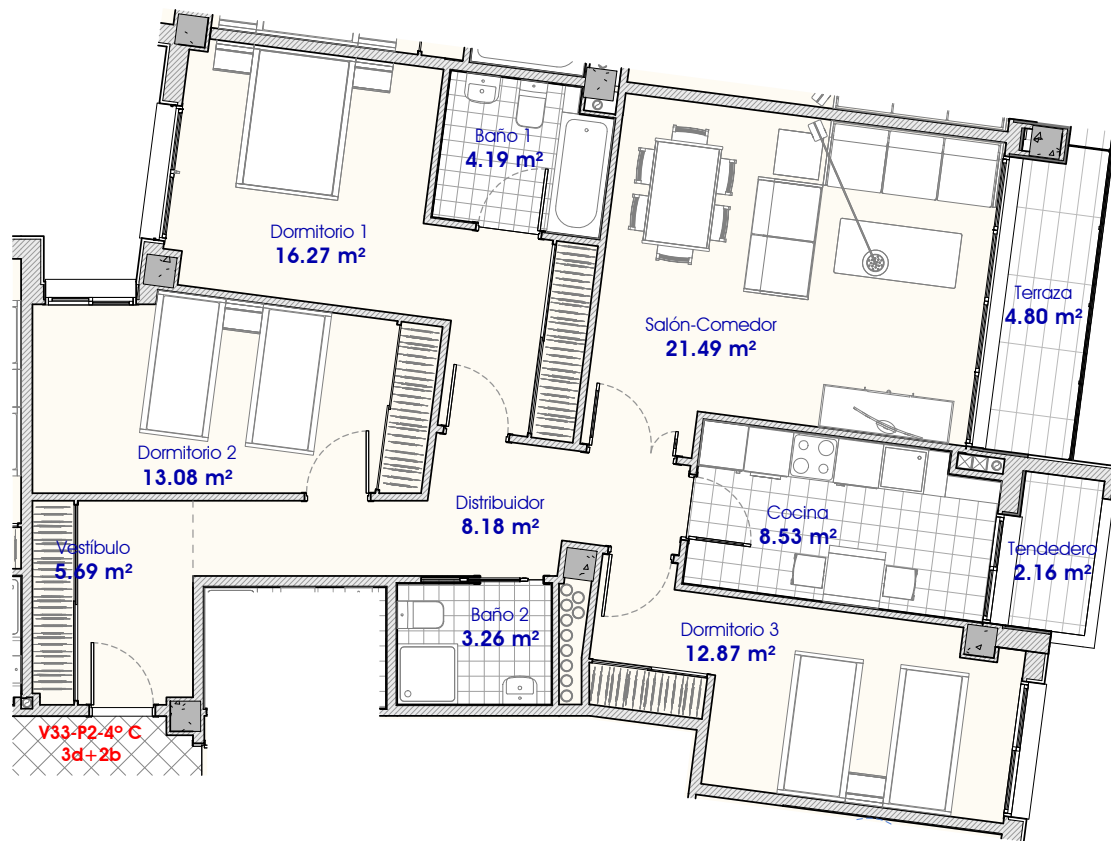 Baño 1
4.19 m²
Dormitorio 1
16.27 m²
Terraza
4.80 m²
Salón-Comedor
21.49 m²
Dormitorio 2
13.08 m²
Distribuidor
8.18 m²
Cocina
8.53 m²
Vestíbulo
5.69 m²
Tendedero
2.16 m²
Baño 2
3.26 m²
Dormitorio 3
12.87 m²
V33-P2-4º C
3d+2b